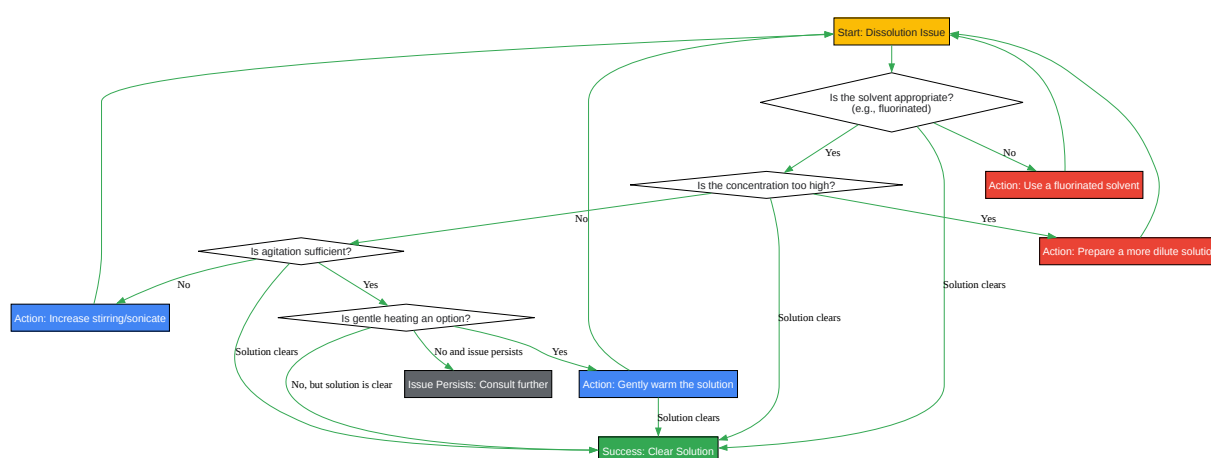 Start: Dissolution Issue
Is the solvent appropriate?
(e.g., fluorinated)
Yes
No
Is the concentration too high?
Action: Use a fluorinated solvent
No
Yes
Is agitation sufficient?
Action: Prepare a more dilute solutio
No
Yes
Solution clears
Action: Increase stirring/sonicate
Is gentle heating an option?
Solution clears
Solution clears
No and issue persists
Yes
No, but solution is clear
Issue Persists: Consult further
Action: Gently warm the solution
Solution clears
Success: Clear Solution